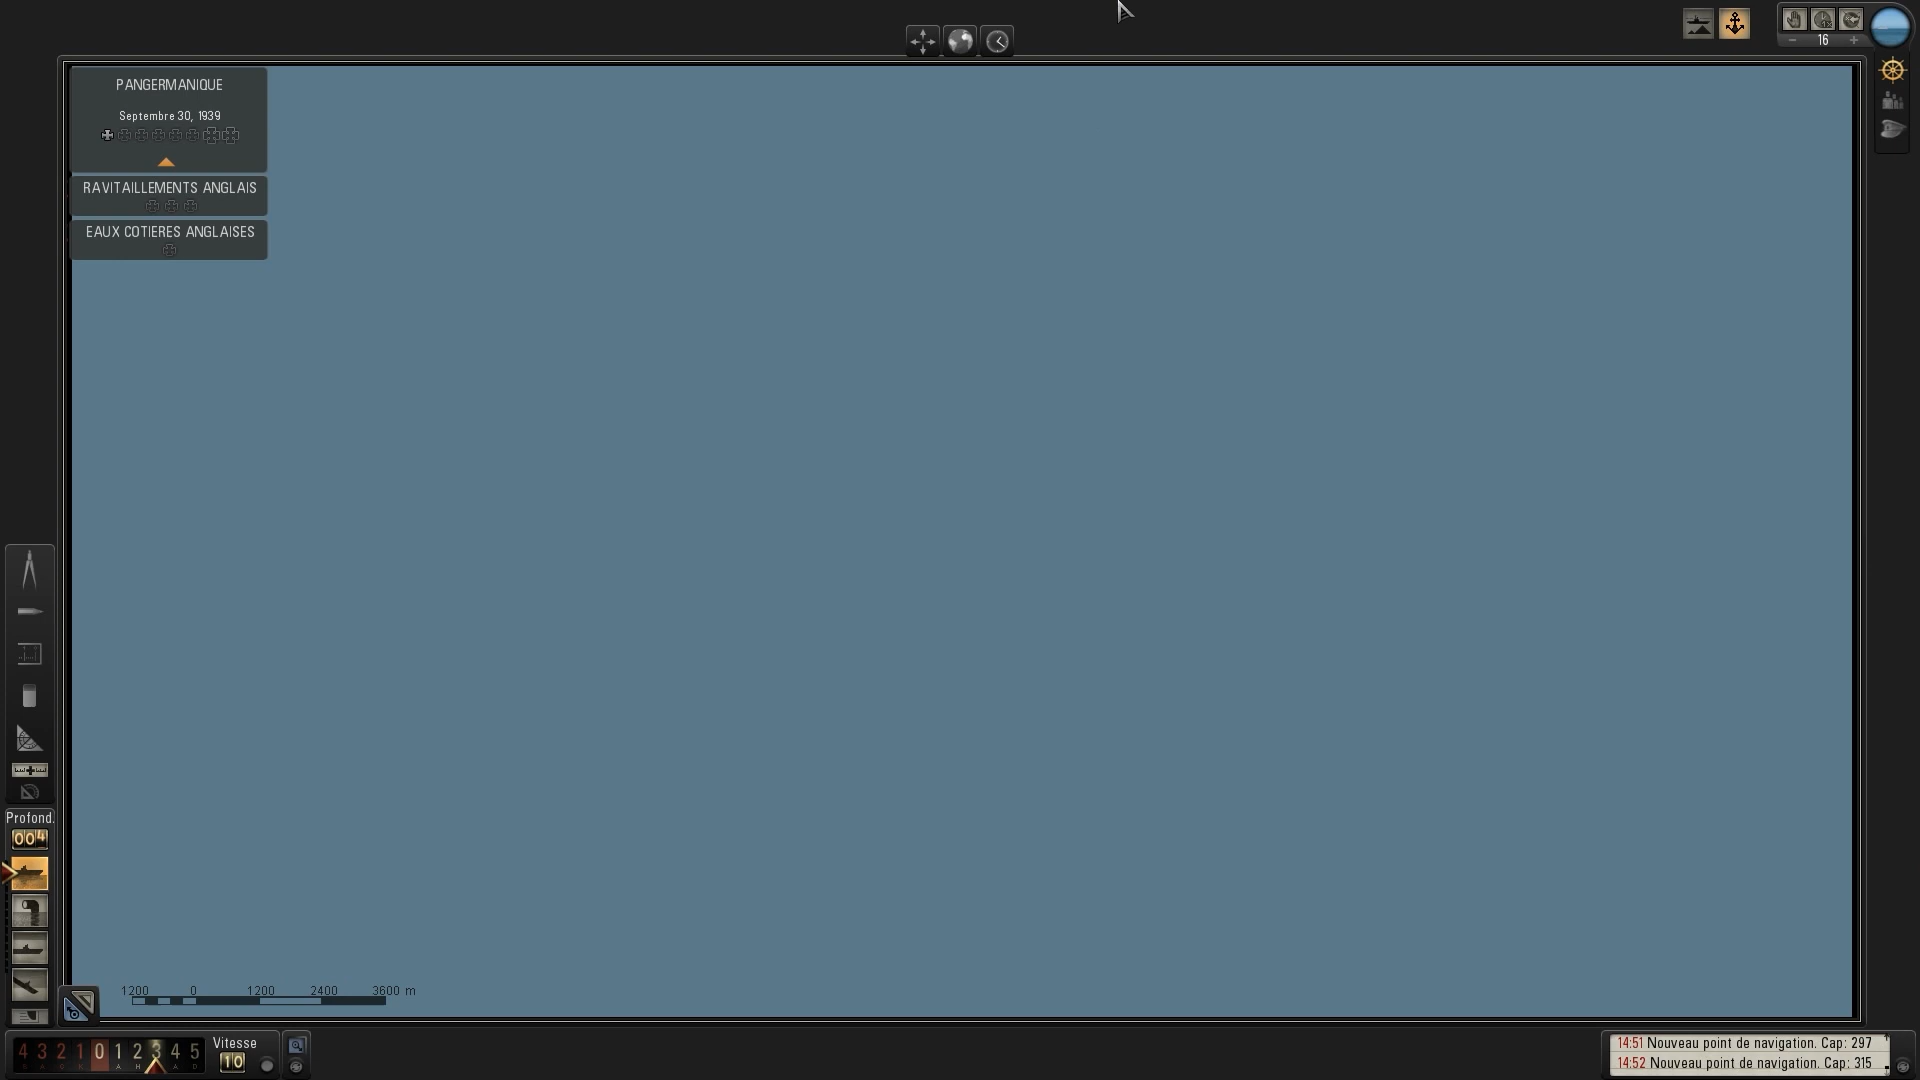 16
PANGERMANIQUE
Septembre 30, 1939
RAVITAILLEMENTS ANGLAIS
EAUX COTIERES ANGLAISES
Profond.
004
1200 0 1200 2400 3600 m
4 3 2 1 0 1 2 3 4 5
Vitesse
10
14:51 Nouveau point de navigation. Cap: 297
14:52 Nouveau point de navigation. Cap: 315